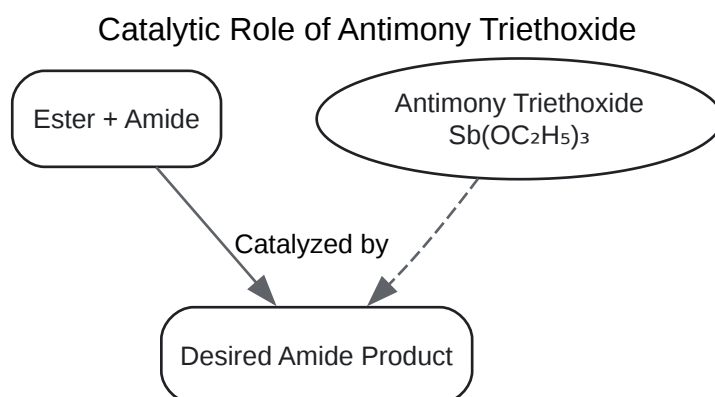 Catalytic Role of Antimony Triethoxide
Ester + Amide
Antimony Triethoxide
Sb(OC₂H₅)₃
Catalyzed by
Desired Amide Product